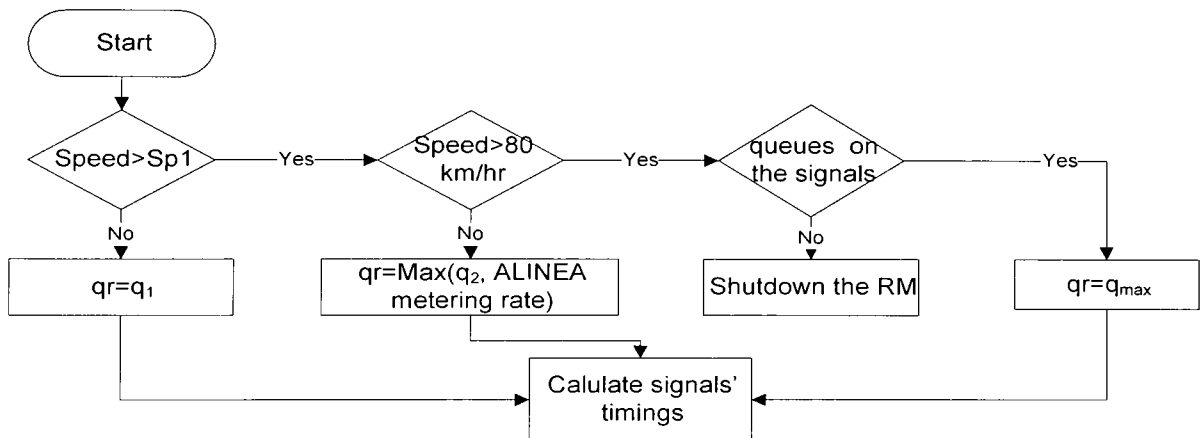 Start
Speed>Sp1
Yes
Speed>80
km/hr
Yes
queues on
the signals
Yes
No
No
No
qr=q₁
qr=Max(q₂, ALINEA
metering rate)
Shutdown the RM
qr=qₘₐₓ
Calulate signals'
timings